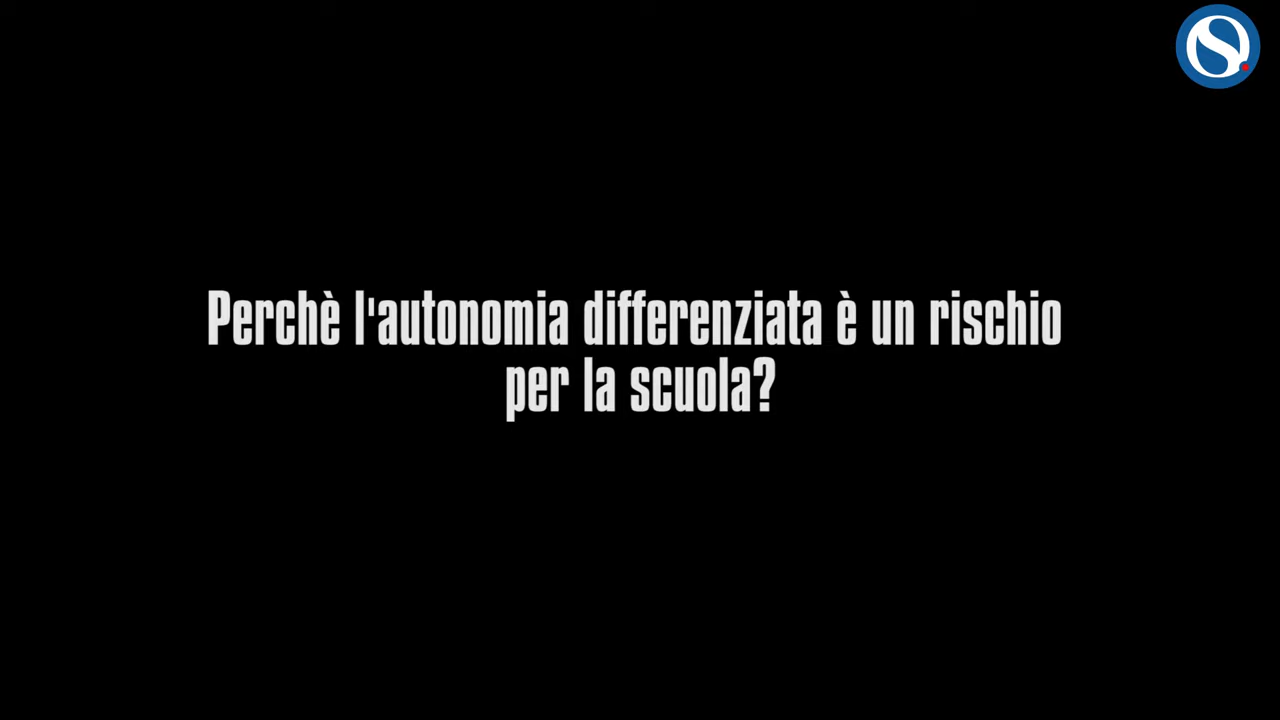 Perchè l'autonomia differenziata è un rischio
per la scuola?